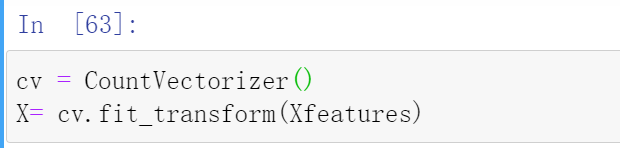 In [63]:
cv = CountVectorizer()
X= cv.fit_transform(Xfeatures)